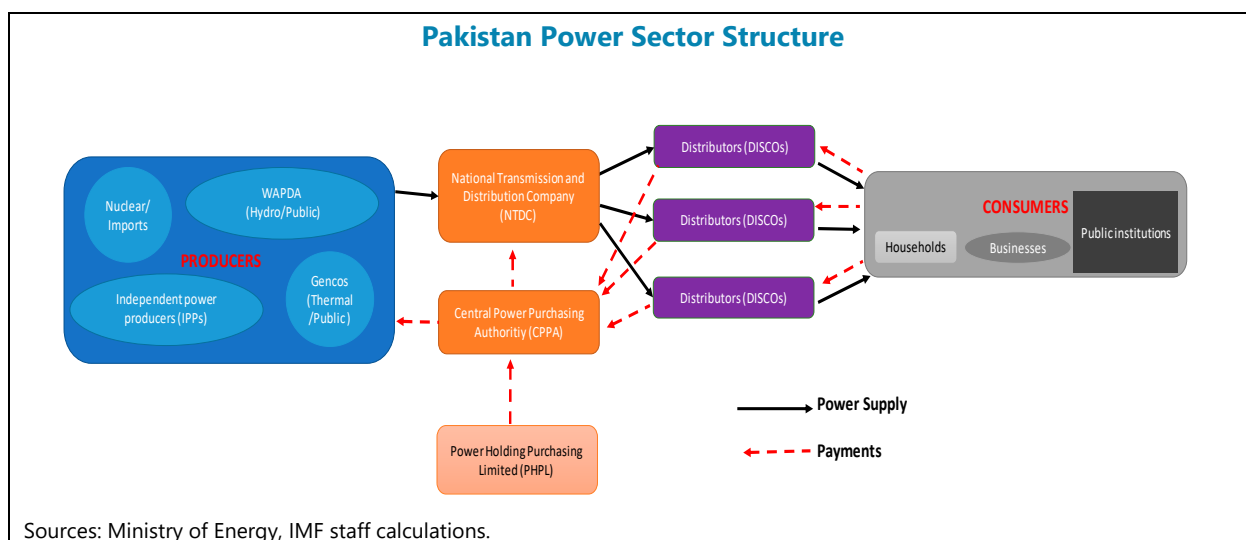 Pakistan Power Sector Structure
Nuclear/
Imports
WAPDA
(Hydro/Public)
PRODUCERS
Independent power
producers (IPPs)
Gencos
(Thermal
/Public )
National Transmission and
Distribution Company
(NTDC)
Central Power Purchasing
Authoritiy (CPPA)
Power Holding Purchasing
Limited (PHPL)
Distributors (DISCOs)
Distributors (DISCOs)
Distributors (DISCOs)
CONSUMERS
Households
Businesses
Public institutions
Power Supply
Payments
Sources: Ministry of Energy, IMF staff calculations.